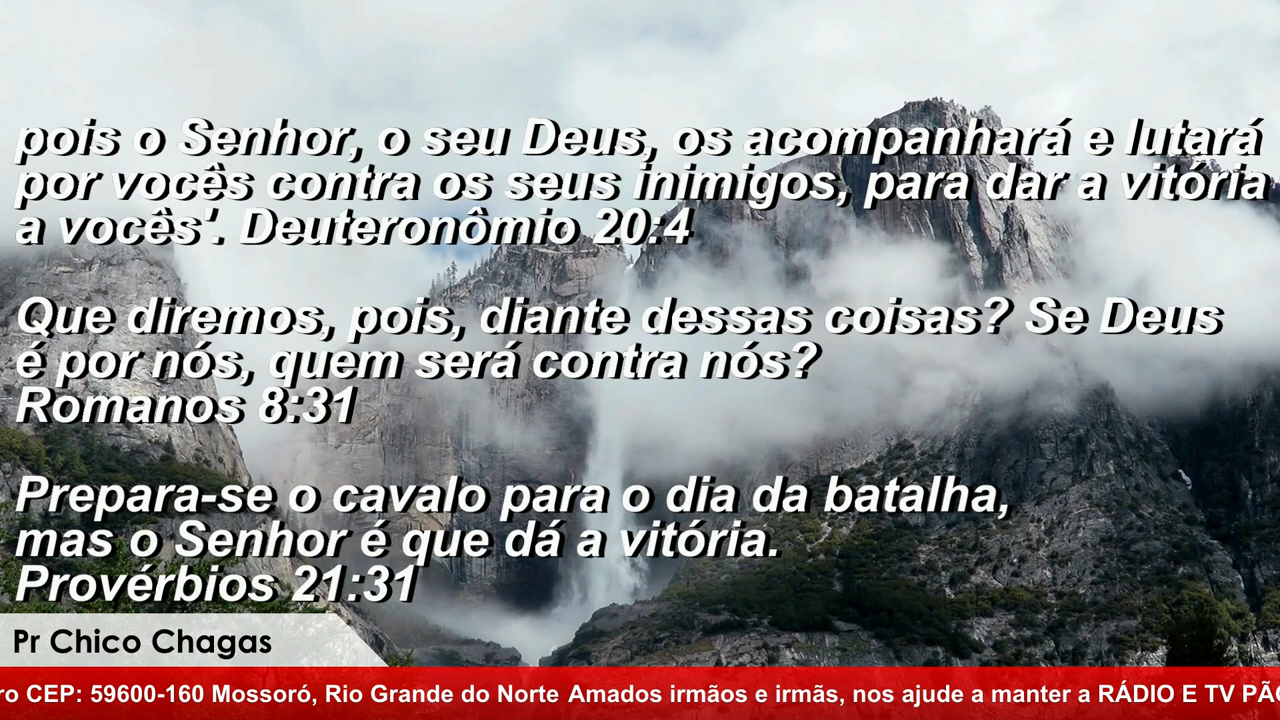 pois o Senhor, o seu Deus, os acompanhará e lutará
por vocês contra os seus inimigos, para dar a vitória
a vocês'. Deuteronômio 20:4
Que diremos, pois, diante dessas coisas? Se Deus
é por nós, quem será contra nós?
Romanos 8:31
Prepara-se o cavalo para o dia da batalha,
mas o Senhor é que dá a vitória.
Provérbios 21:31
Pr Chico Chagas
ro CEP: 59600-160 Mossoró, Rio Grande do Norte Amados irmãos e irmãs, nos ajude a manter a RÁDIO E TV